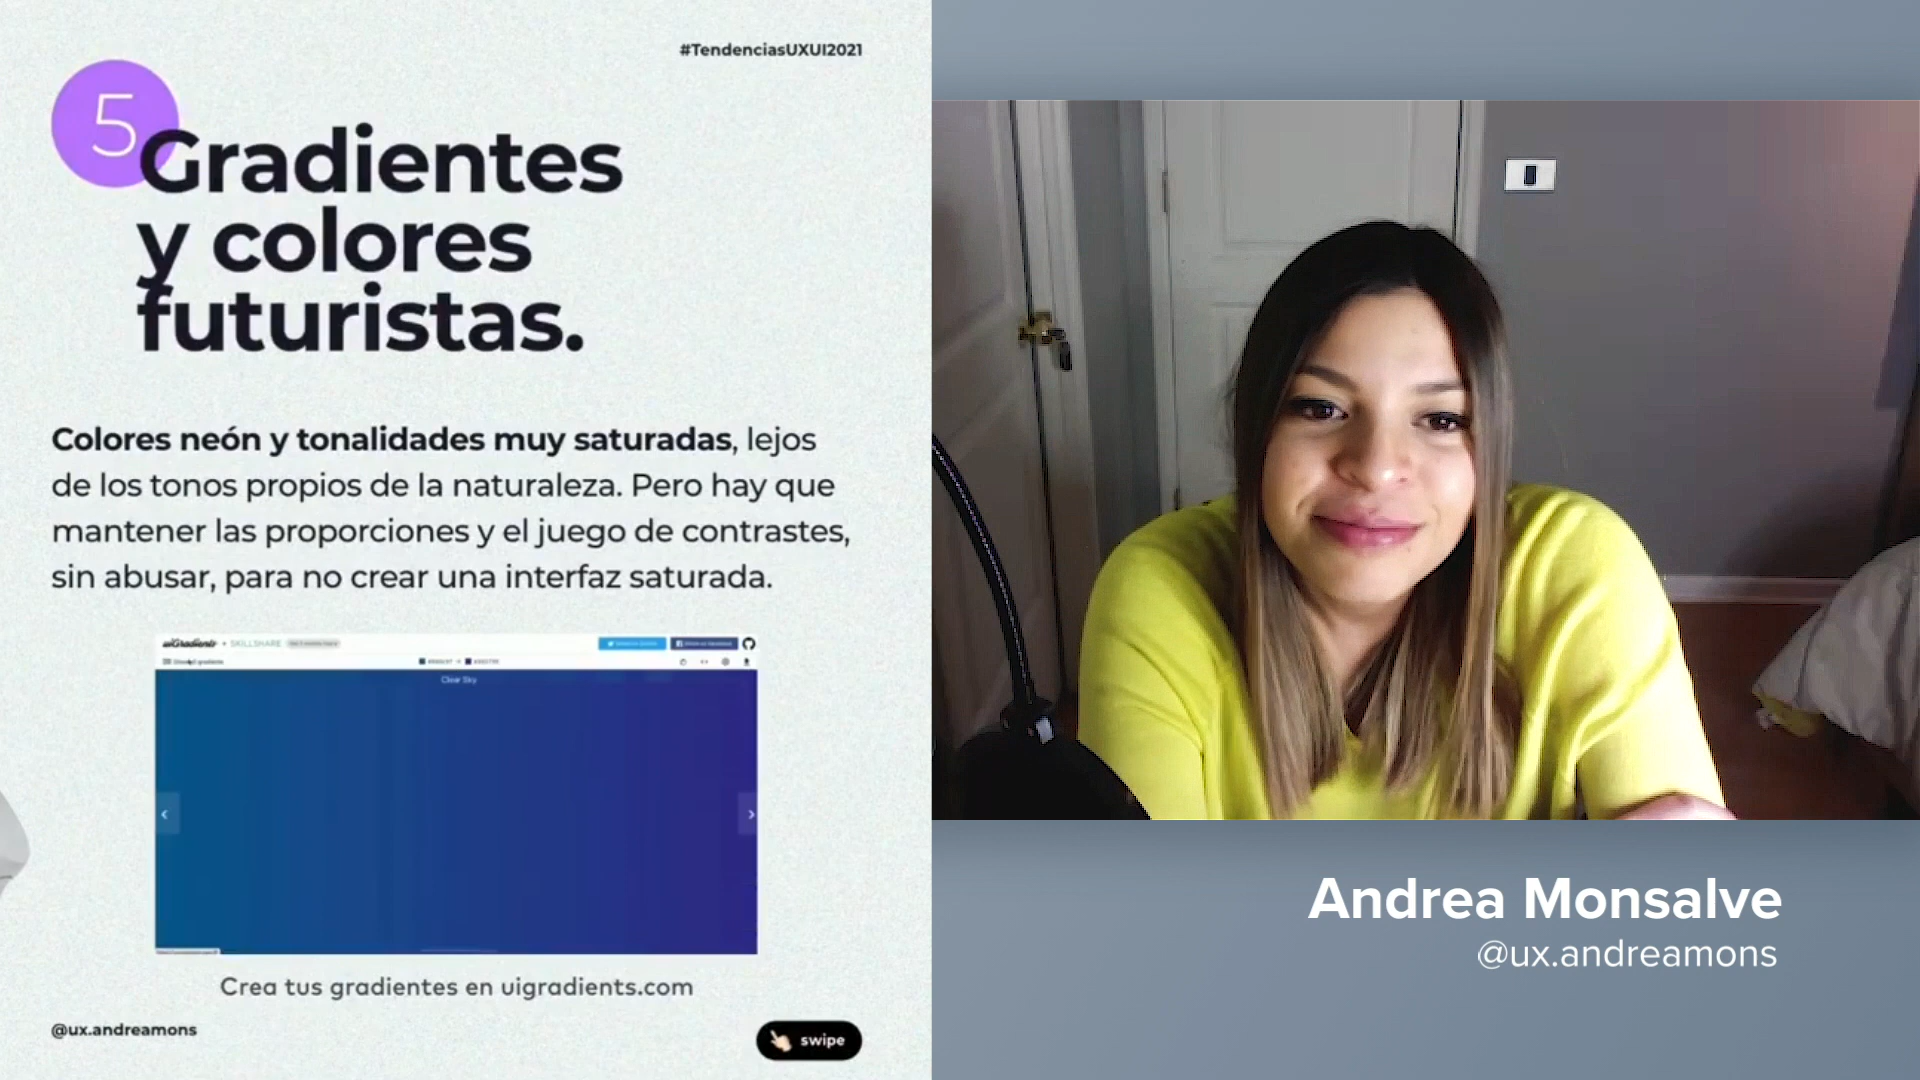 #TendenciasUXUI2021
5
Gradientes
y colores
futuristas.
Colores neón y tonalidades muy saturadas, lejos
de los tonos propios de la naturaleza. Pero hay que
mantener las proporciones y el juego de contrastes,
sin abusar, para no crear una interfaz saturada.
uiGradients + SKILLSHARE
Clear Sky
Crea tus gradientes en uigradients.com
@ux.andreamons
swipe
Andrea Monsalve
@ux.andreamons